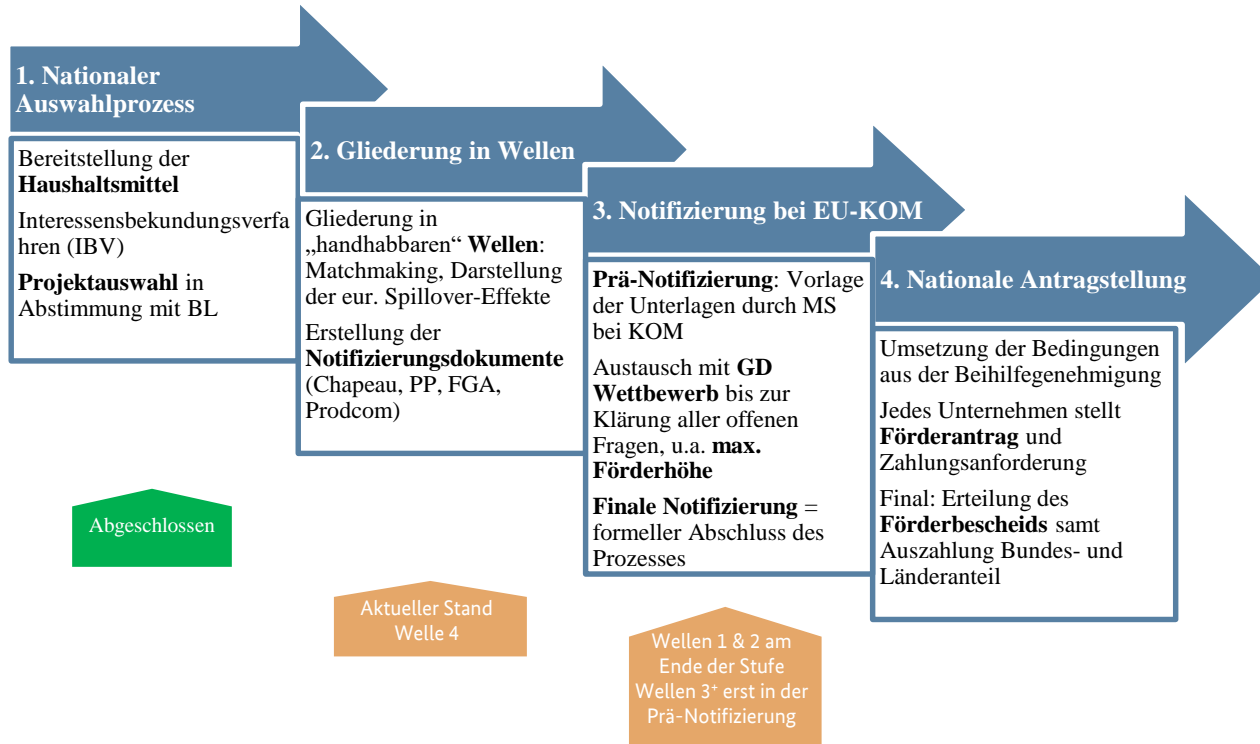 1. Nationaler
Auswahlprozess
Bereitstellung der
Haushaltsmittel
Interessensbekundungsverfa
hren (IBV)
Projektauswahl in
Abstimmung mit BL
Abgeschlossen
2. Gliederung in Wellen
Gliederung in
„handhabbaren“ Wellen:
Matchmaking, Darstellung
der eur. Spillover-Effekte
Erstellung der
Notifizierungsdokumente
(Chapeau, PP, FGA,
Prodcom)
Aktueller Stand
Welle 4
3. Notifizierung bei EU-KOM
Prä-Notifizierung: Vorlage
der Unterlagen durch MS
bei KOM
Austausch mit GD
Wettbewerb bis zur
Klärung aller offenen
Fragen, u.a. max.
Förderhöhe
Finale Notifizierung =
formeller Abschluss des
Prozesses
Wellen 1 & 2 am
Ende der Stufe
Wellen 3⁺ erst in der
Prä-Notifizierung
4. Nationale Antragstellung
Umsetzung der Bedingungen
aus der Beihilfegenehmigung
Jedes Unternehmen stellt
Förderantrag und
Zahlungsanforderung
Final: Erteilung des
Förderbescheids samt
Auszahlung Bundes- und
Länderanteil